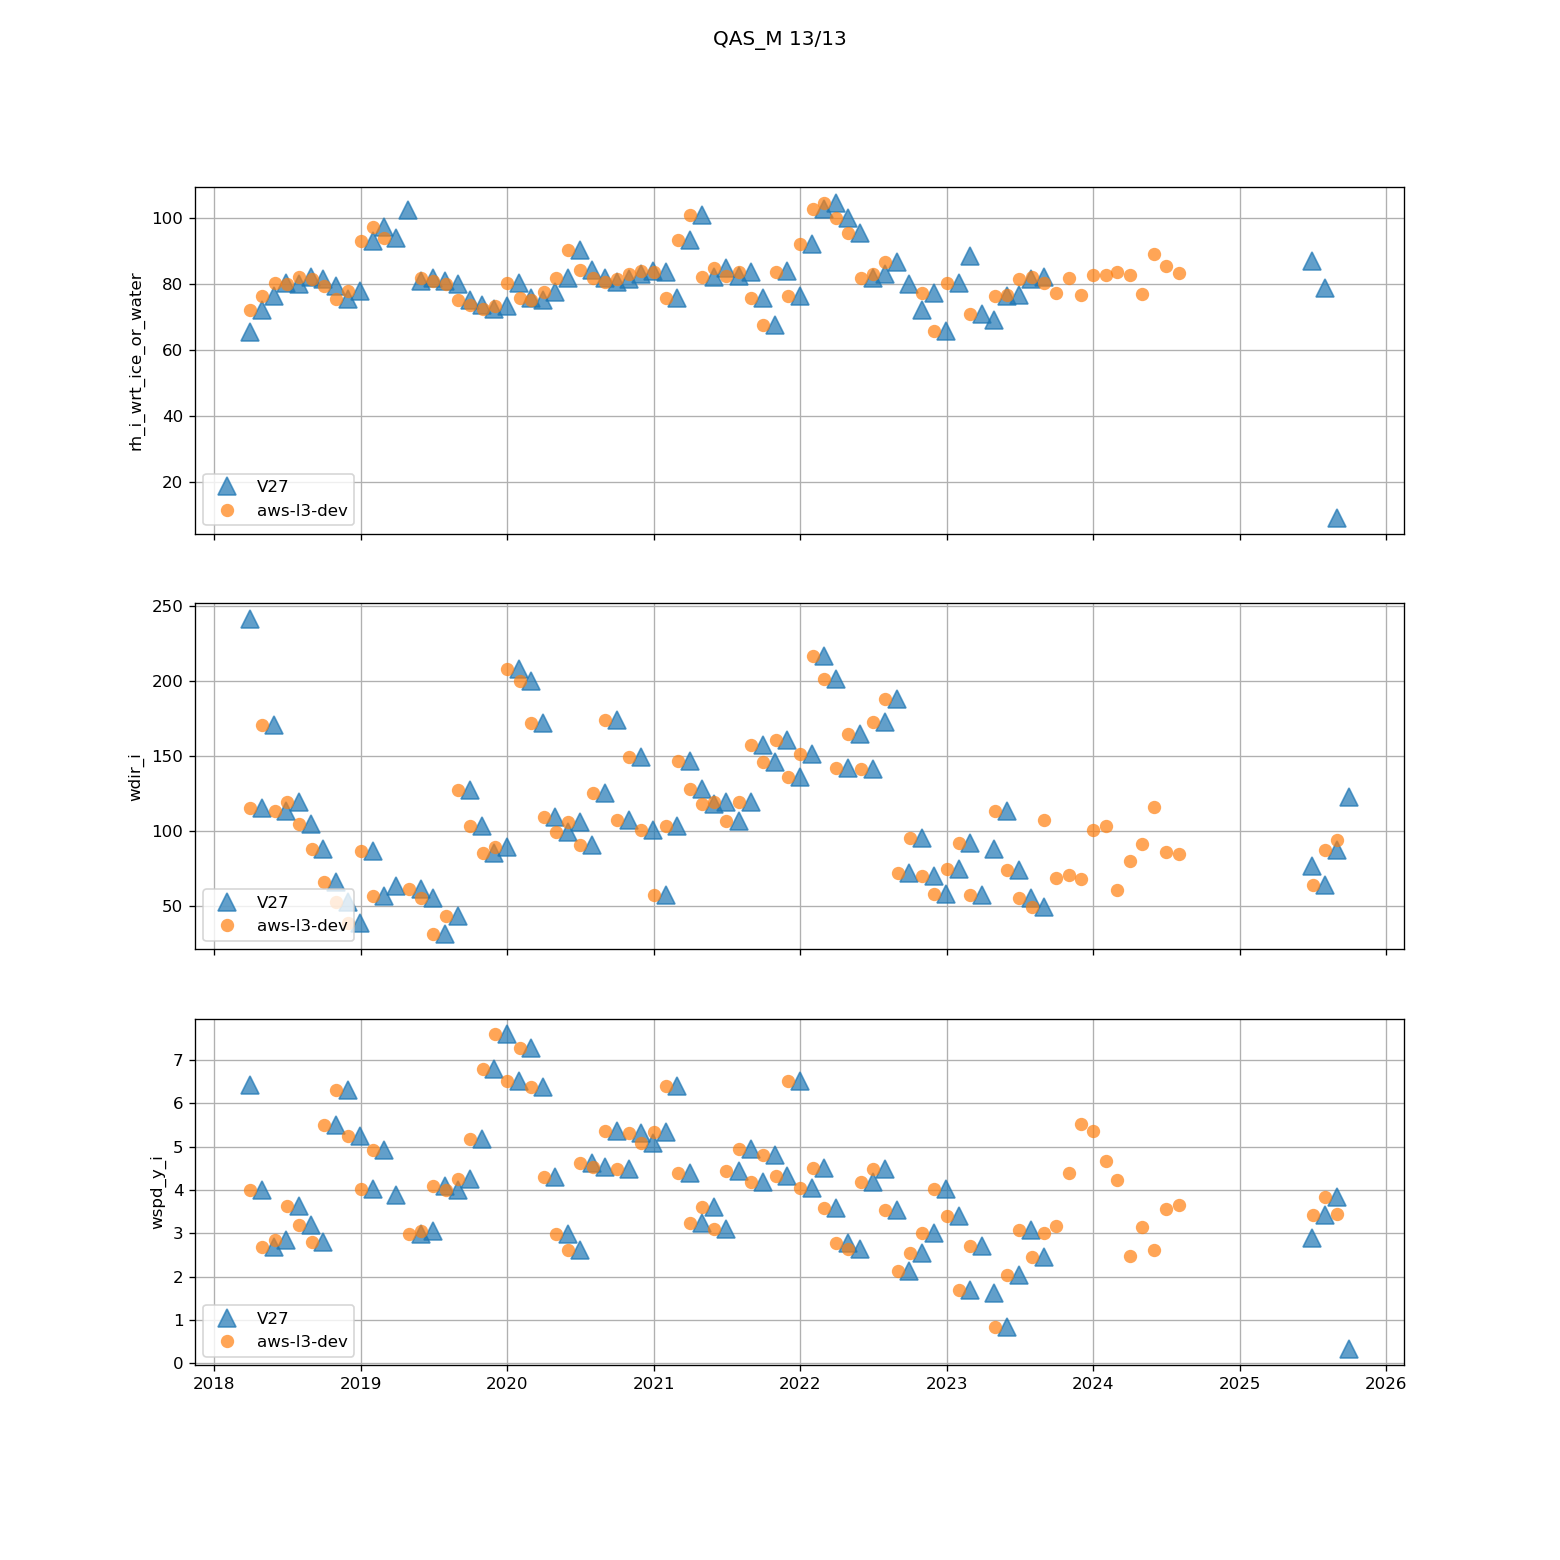 QAS_M 13/13
rh_i_wrt_ice_or_water
100
80
60
40
20
V27
aws-l3-dev
wdir_i
250
200
150
100
50
V27
aws-l3-dev
wspd_y_i
7
6
5
4
3
2
1
0
V27
aws-l3-dev
2018 2019 2020 2021 2022 2023 2024 2025 2026